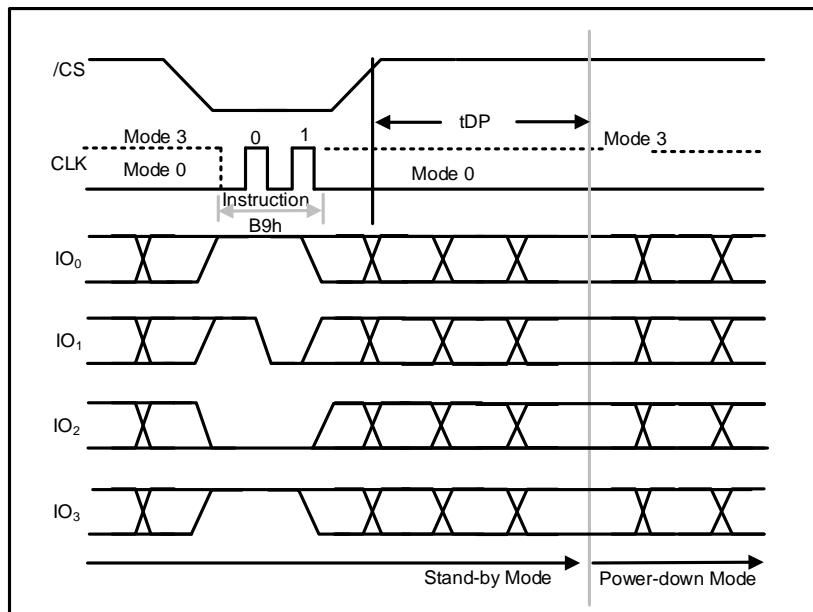 /CS
tDP
Mode 3
0
1
Mode 3
CLK
Mode 0
Mode 0
Instruction
B9h
IO0
IO1
IO2
IO3
Stand-by Mode
Power-down Mode